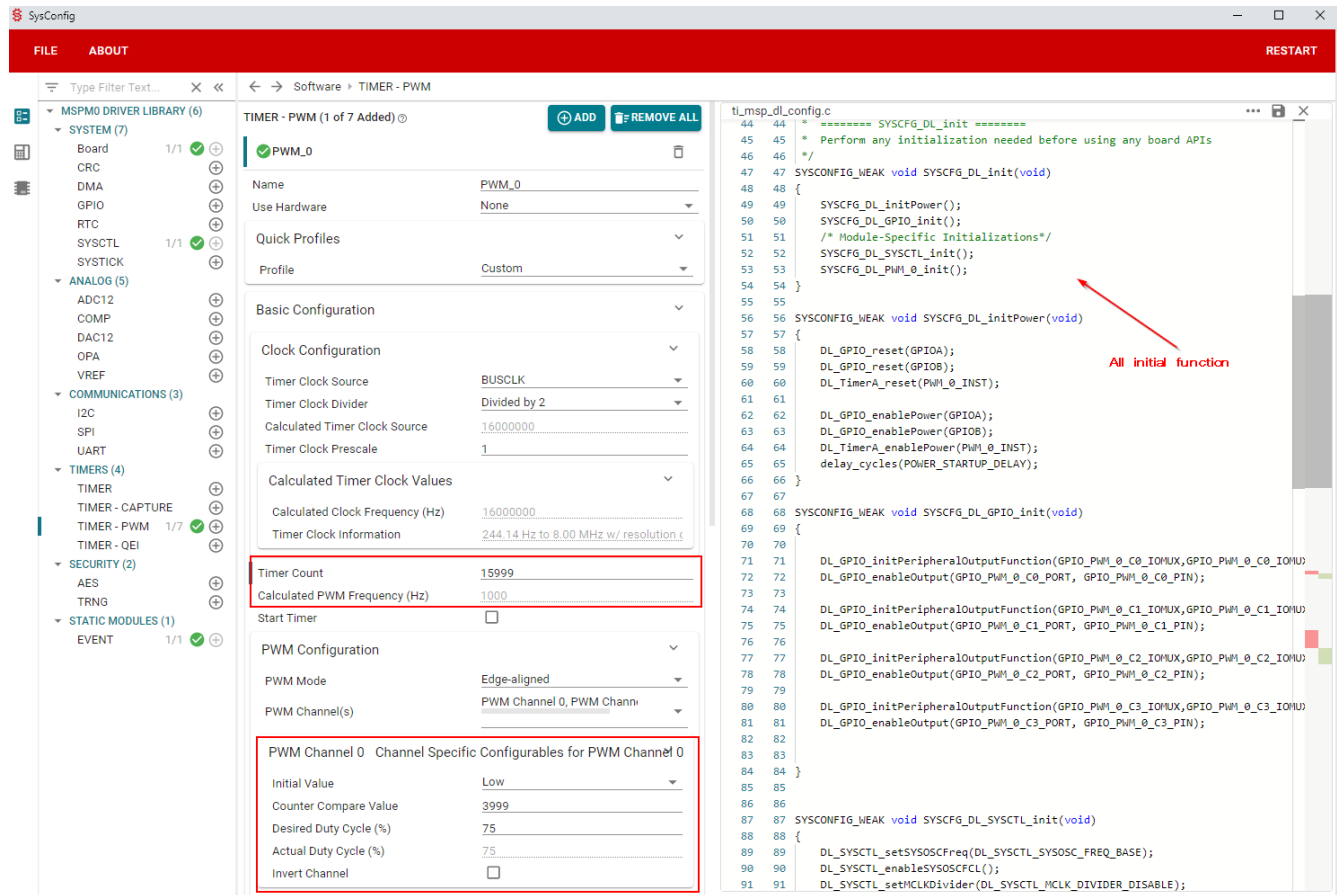 SysConfig
FILE ABOUT RESTART
Type Filter Text...
MSPM0 DRIVER LIBRARY (6)
SYSTEM (7)
Board 1/1
CRC
DMA
GPIO
RTC
SYSCTL 1/1
SYSTICK
ANALOG (5)
ADC12
COMP
DAC12
OPA
VREF
COMMUNICATIONS (3)
I2C
SPI
UART
TIMERS (4)
TIMER
TIMER - CAPTURE
TIMER - PWM 1/7
TIMER - QEI
SECURITY (2)
AES
TRNG
STATIC MODULES (1)
EVENT 1/1
Software TIMER - PWM
TIMER - PWM (1 of 7 Added)
ADD
REMOVE ALL
PWM_0
Name PWM_0
Use Hardware None
Quick Profiles
Profile Custom
Basic Configuration
Clock Configuration
Timer Clock Source BUSCLK
Timer Clock Divider Divided by 2
Calculated Timer Clock Source 16000000
Timer Clock Prescale 1
Calculated Timer Clock Values
Calculated Clock Frequency (Hz) 16000000
Timer Clock Information 244.14 Hz to 8.00 MHz w/ resolution
Timer Count 15999
Calculated PWM Frequency (Hz) 1000
Start Timer
PWM Configuration
PWM Mode Edge-aligned
PWM Channel(s) PWM Channel 0, PWM Chann
PWM Channel 0 Channel Specific Configurables for PWM Channel 0
Initial Value Low
Counter Compare Value 3999
Desired Duty Cycle (%) 75
Actual Duty Cycle (%) 75
Invert Channel
ti_msp_dl_config.c
44 44 * ======== SYSCFG_DL_init ========
45 45 * Perform any initialization needed before using any board APIs
46 46 */
47 47 SYSCONFIG_WEAK void SYSCFG_DL_init(void)
48 48 {
49 49 SYSCFG_DL_initPower();
50 50 SYSCFG_DL_GPIO_init();
51 51 /* Module-Specific Initializations*/
52 52 SYSCFG_DL_SYSCTL_init();
53 53 SYSCFG_DL_PWM_0_init();
54 54 }
55 55
56 56 SYSCONFIG_WEAK void SYSCFG_DL_initPower(void)
57 57 {
58 58 DL_GPIO_reset(GPIOA);
59 59 DL_GPIO_reset(GPIOB);
60 60 DL_TimerA_reset(PWM_0_INST);
61 61
62 62 DL_GPIO_enablePower(GPIOA);
63 63 DL_GPIO_enablePower(GPIOB);
64 64 DL_TimerA_enablePower(PWM_0_INST);
65 65 delay_cycles(POWER_STARTUP_DELAY);
66 66 }
67 67
68 68 SYSCONFIG_WEAK void SYSCFG_DL_GPIO_init(void)
69 69 {
70 70
71 71 DL_GPIO_initPeripheralOutputFunction(GPIO_PWM_0_C0_IOMUX,GPIO_PWM_0_C0_IOMUX
72 72 DL_GPIO_enableOutput(GPIO_PWM_0_C0_PORT, GPIO_PWM_0_C0_PIN);
73 73
74 74 DL_GPIO_initPeripheralOutputFunction(GPIO_PWM_0_C1_IOMUX,GPIO_PWM_0_C1_IOMUX
75 75 DL_GPIO_enableOutput(GPIO_PWM_0_C1_PORT, GPIO_PWM_0_C1_PIN);
76 76
77 77 DL_GPIO_initPeripheralOutputFunction(GPIO_PWM_0_C2_IOMUX,GPIO_PWM_0_C2_IOMUX
78 78 DL_GPIO_enableOutput(GPIO_PWM_0_C2_PORT, GPIO_PWM_0_C2_PIN);
79 79
80 80 DL_GPIO_initPeripheralOutputFunction(GPIO_PWM_0_C3_IOMUX,GPIO_PWM_0_C3_IOMUX
81 81 DL_GPIO_enableOutput(GPIO_PWM_0_C3_PORT, GPIO_PWM_0_C3_PIN);
82 82
83 83
84 84 }
85 85
86 86
87 87 SYSCONFIG_WEAK void SYSCFG_DL_SYSCTL_init(void)
88 88 {
89 89 DL_SYSCTL_setSYSOSCFreq(DL_SYSCTL_SYSOSC_FREQ_BASE);
90 90 DL_SYSCTL_enableSYSOSCFCL();
91 91 DL_SYSCTL_setMCLKDivider(DL_SYSCTL_MCLK_DIVIDER_DISABLE);
All initial function